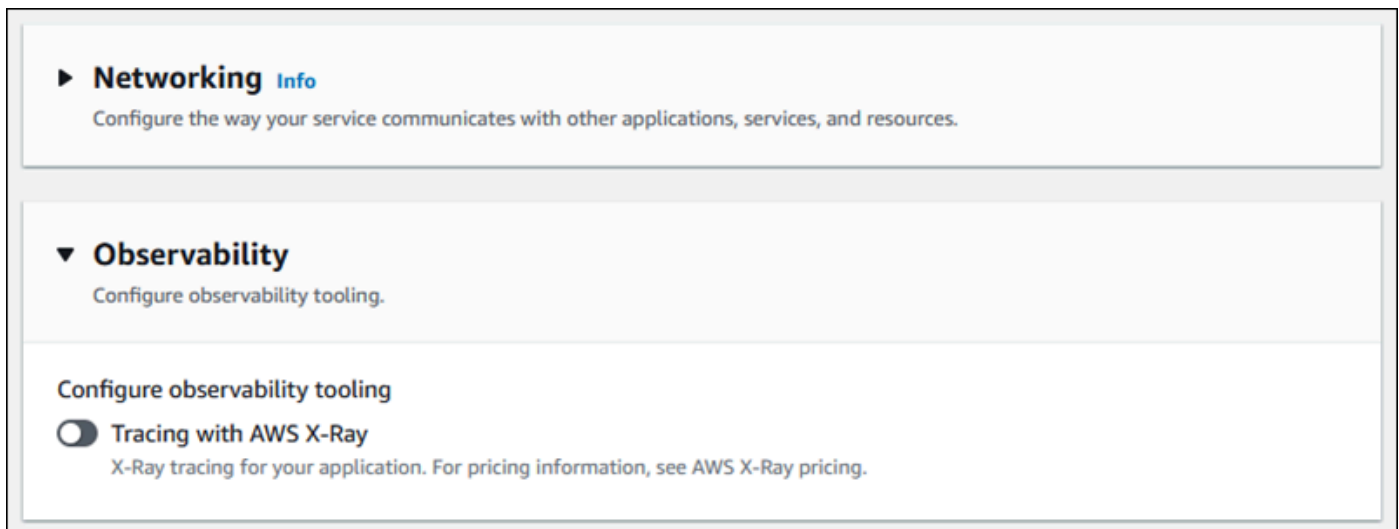 Networking Info
Configure the way your service communicates with other applications, services, and resources.
Observability
Configure observability tooling.
Configure observability tooling
Tracing with AWS X-Ray
X-Ray tracing for your application. For pricing information, see AWS X-Ray pricing.